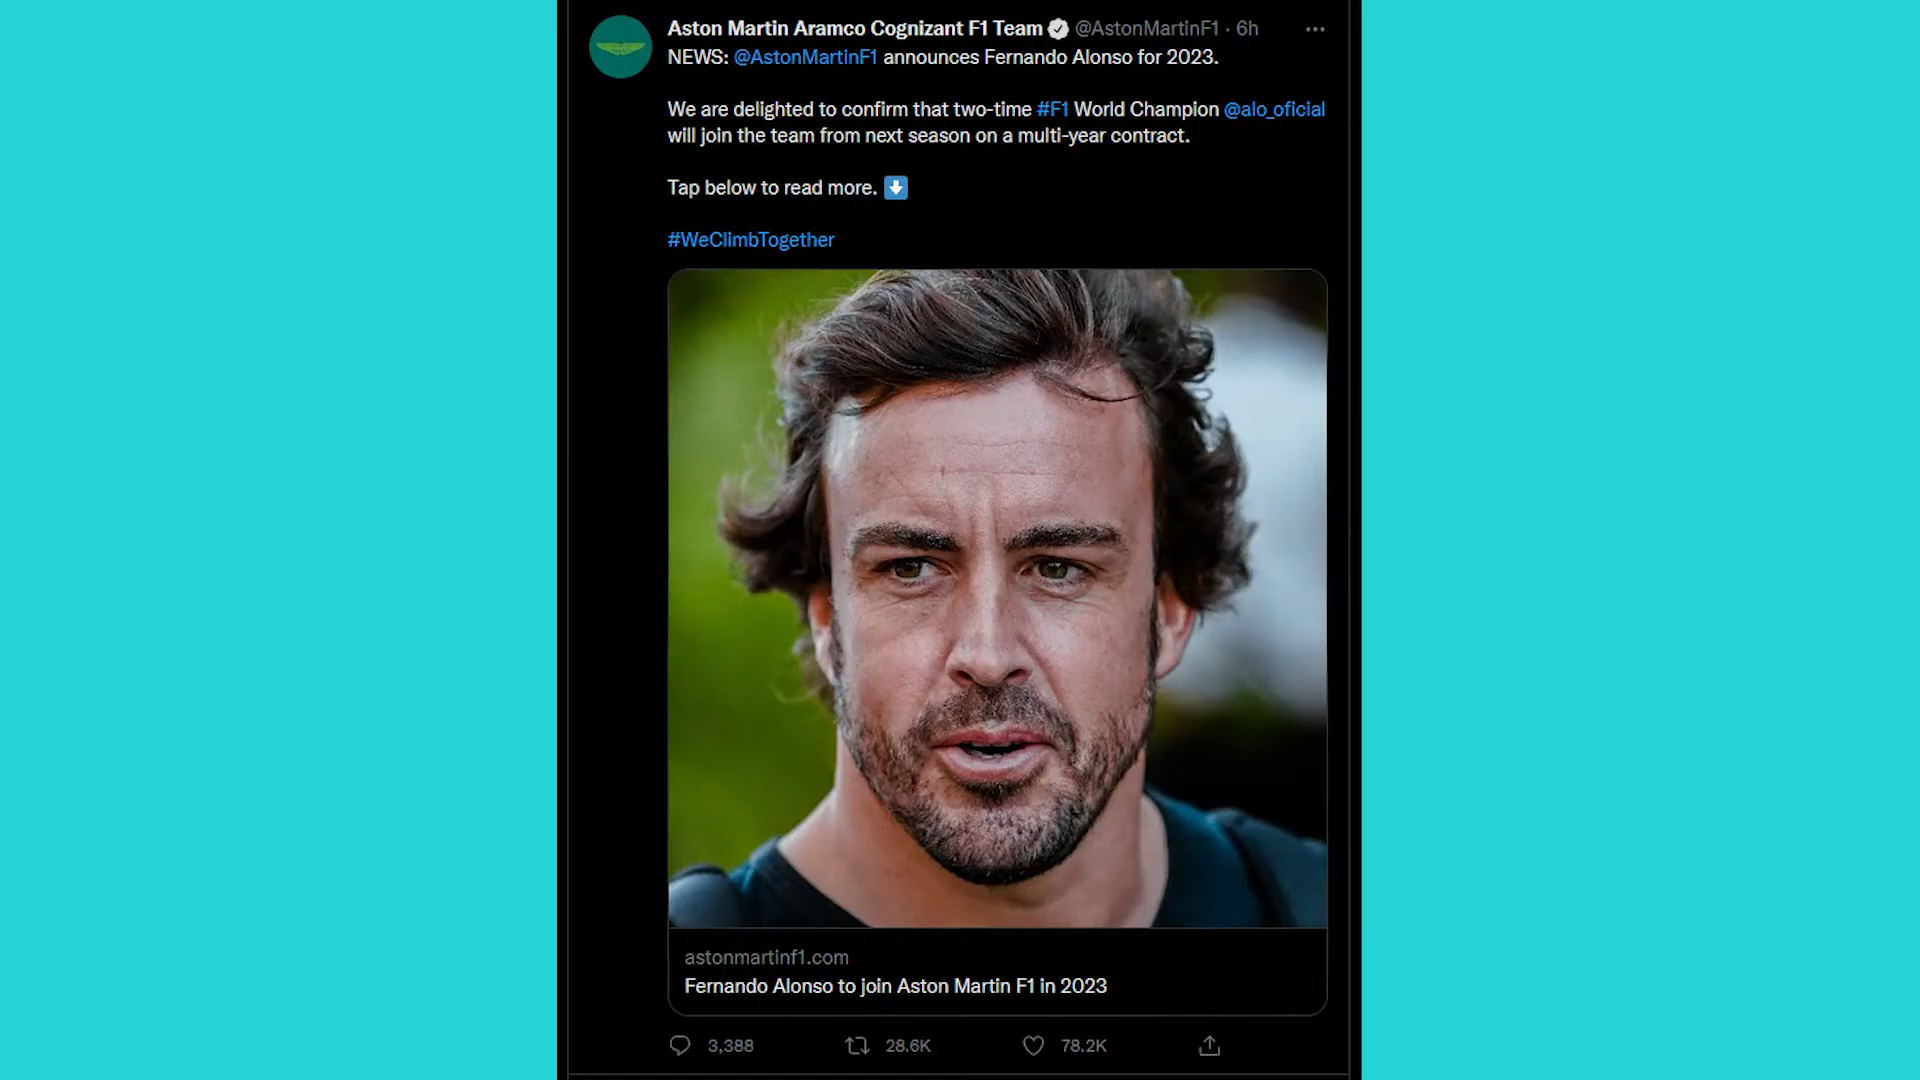 Aston Martin Aramco Cognizant F1 Team @AstonMartinF1 · 6h
NEWS: @AstonMartinF1 announces Fernando Alonso for 2023.
We are delighted to confirm that two-time #F1 World Champion @alo_oficial
will join the team from next season on a multi-year contract.
Tap below to read more. ⬇️
#WeClimbTogether
astonmartinf1.com
Fernando Alonso to join Aston Martin F1 in 2023
3,388 28.6K 78.2K